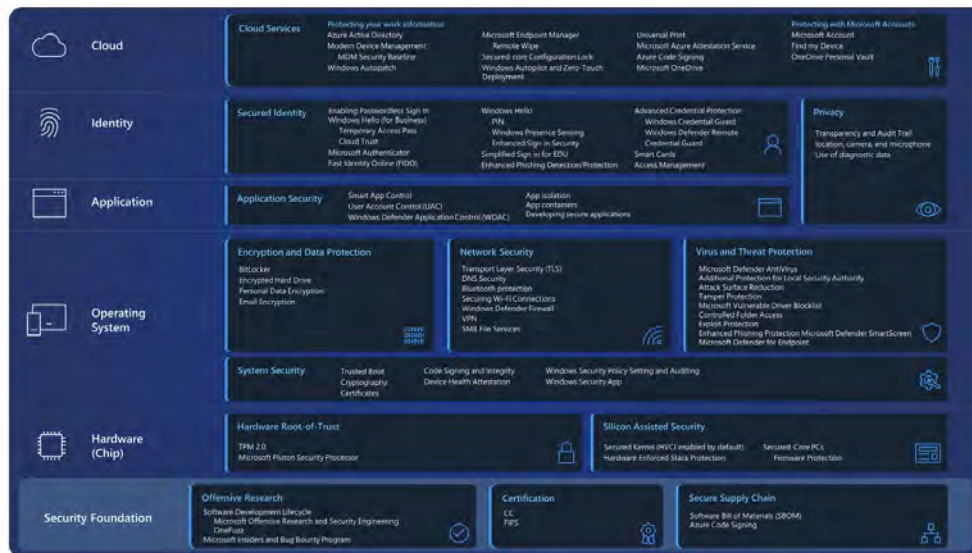 Cloud
Cloud Services
Protecting your work information
Azure Active Directory
Modern Device Management
MDM Security Baseline
Windows Autopatch
Microsoft Endpoint Manager
Remote Wipe
Secured-core Configuration Lock
Windows Autopilot and Zero-Touch
Deployment
Universal Print
Microsoft Azure Attestation Service
Azure Code Signing
Microsoft OneDrive
Protecting with Microsoft Accounts
Microsoft Account
Find my Device
OneDrive Personal Vault
Identity
Secured Identity
Enabling Passwordless Sign In
Windows Hello (for Business)
Temporary Access Pass
Cloud Trust
Microsoft Authenticator
Fast Identity Online (FIDO)
Windows Hello
PIN
Windows Presence Sensing
Enhanced Sign in Security
Simplified Sign in for EDU
Enhanced Phishing Detection/Protection
Advanced Credential Protection
Windows Credential Guard
Windows Defender Remote
Credential Guard
Smart Cards
Access Management
Privacy
Transparency and Audit Trail
location, camera, and microphone
Use of diagnostic data
Application
Application Security
Smart App Control
User Account Control (UAC)
Windows Defender Application Control (WDAC)
App isolation
App containers
Developing secure applications
Operating
System
Encryption and Data Protection
BitLocker
Encrypted Hard Drive
Personal Data Encryption
Email Encryption
Network Security
Transport Layer Security (TLS)
DNS Security
Bluetooth protection
Securing Wi-Fi Connections
Windows Defender Firewall
VPN
SMB File Services
Virus and Threat Protection
Microsoft Defender AntiVirus
Additional Protection for Local Security Authority
Attack Surface Reduction
Tamper Protection
Microsoft Vulnerable Driver Blocklist
Controlled Folder Access
Exploit Protection
Enhanced Phishing Protection Microsoft Defender SmartScreen
Microsoft Defender for Endpoint
System Security
Trusted Boot
Cryptography
Certificates
Code Signing and Integrity
Device Health Attestation
Windows Security Policy Setting and Auditing
Windows Security App
Hardware
(Chip)
Hardware Root-of-Trust
TPM 2.0
Microsoft Pluton Security Processor
Silicon Assisted Security
Secured Kernel (HVCI enabled by default)
Hardware Enforced Stack Protection
Secured-Core PCs
Firmware Protection
Security Foundation
Offensive Research
Software Development Lifecycle
Microsoft Offensive Research and Security Engineering
OneFuzz
Microsoft Insiders and Bug Bounty Program
Certification
CC
FIPS
Secure Supply Chain
Software Bill of Materials (SBOM)
Azure Code Signing